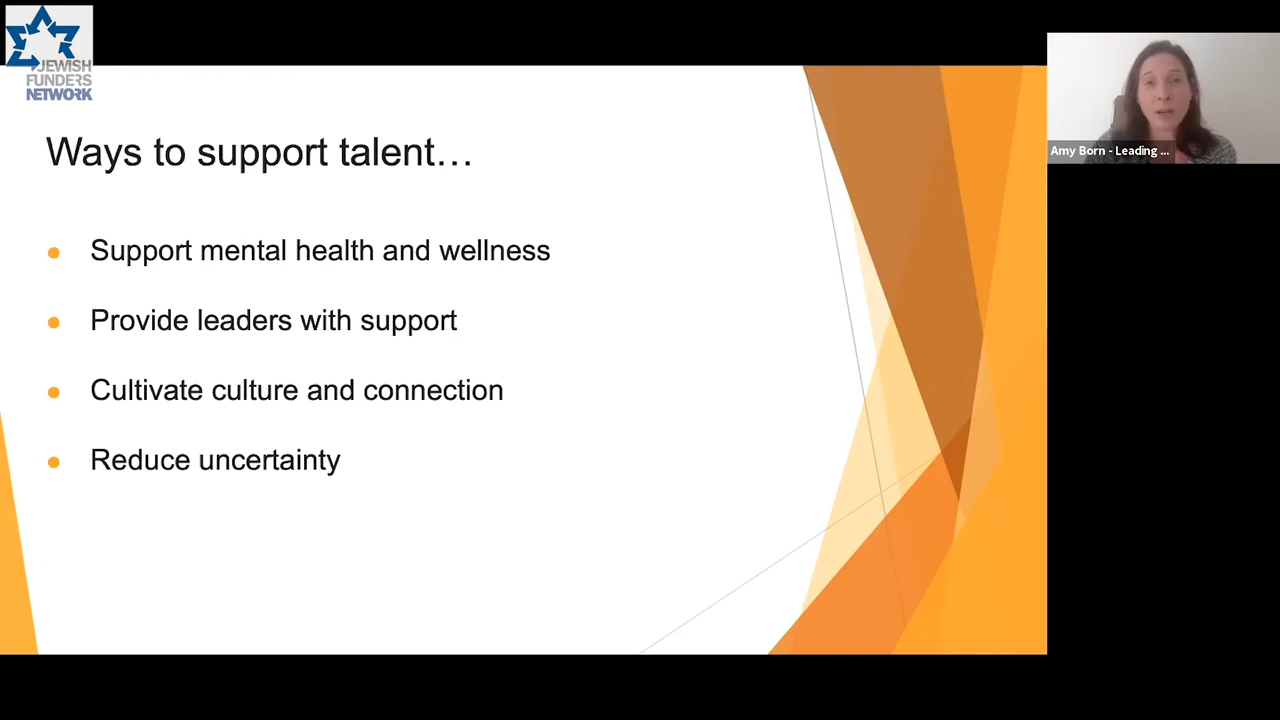 JEWISH
FUNDERS
NETWORK
Ways to support talent…
Amy Born - Leading ...
● Support mental health and wellness
● Provide leaders with support
● Cultivate culture and connection
● Reduce uncertainty